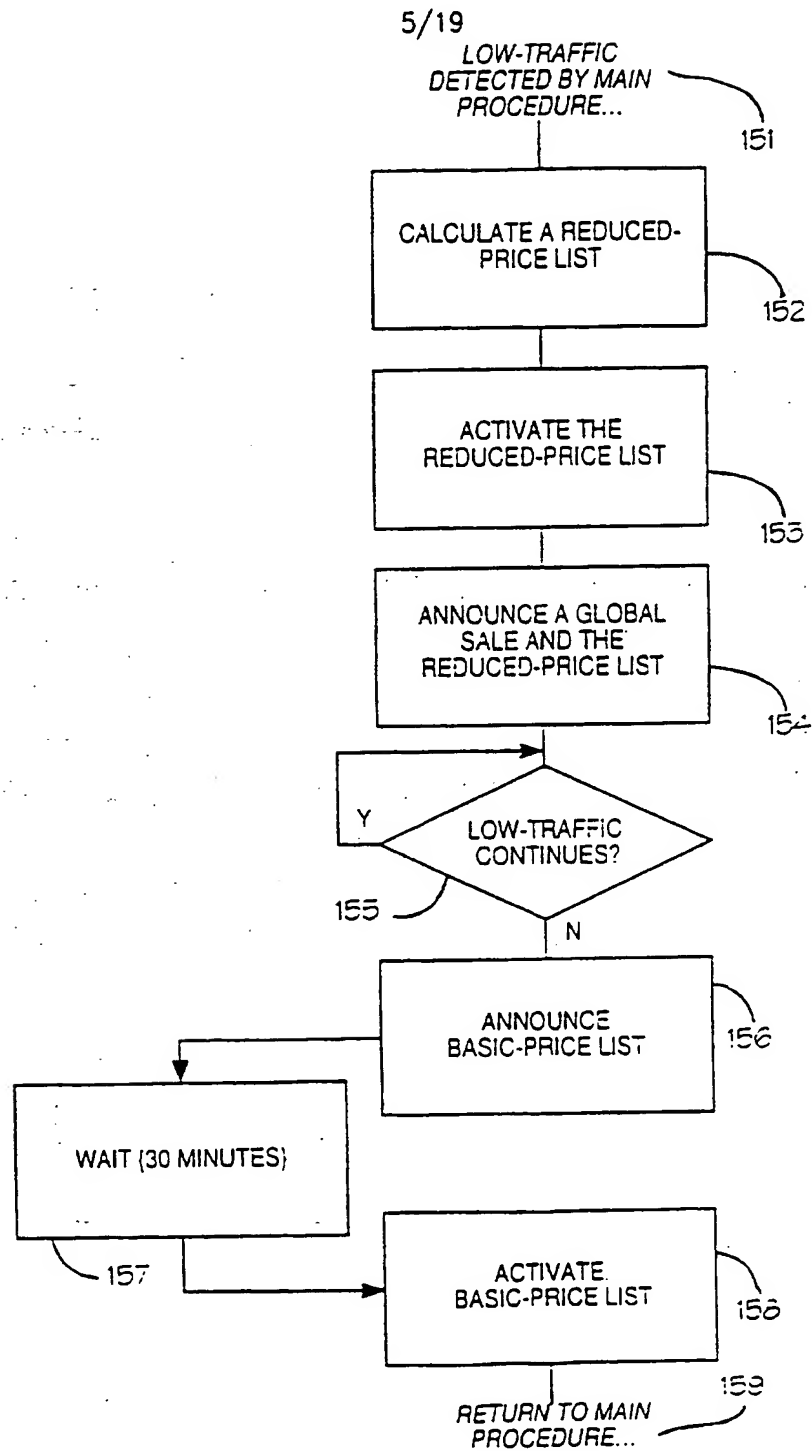 5/19
LOW-TRAFFIC
DETECTED BY MAIN
PROCEDURE...
151
CALCULATE A REDUCED-
PRICE LIST
152
ACTIVATE THE
REDUCED-PRICE LIST
153
ANNOUNCE A GLOBAL
SALE AND THE
REDUCED-PRICE LIST
154
Y
LOW-TRAFFIC
CONTINUES?
155
N
ANNOUNCE
BASIC-PRICE LIST
156
WAIT {30 MINUTES}
157
ACTIVATE
BASIC-PRICE LIST
158
159
RETURN TO MAIN
PROCEDURE...